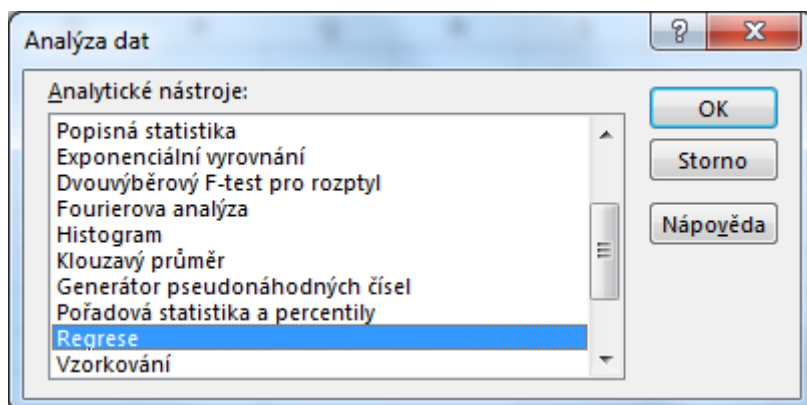 Analýza dat
?
Analytické nástroje:
Popisná statistika
Exponenciální vyrovnání
Dvouvýběrový F-test pro rozptyl
Fourierova analýza
Histogram
Klouzavý průměr
Generátor pseudonáhodných čísel
Pořadová statistika a percentily
Regrese
Vzorkování
OK
Storno
Nápověda